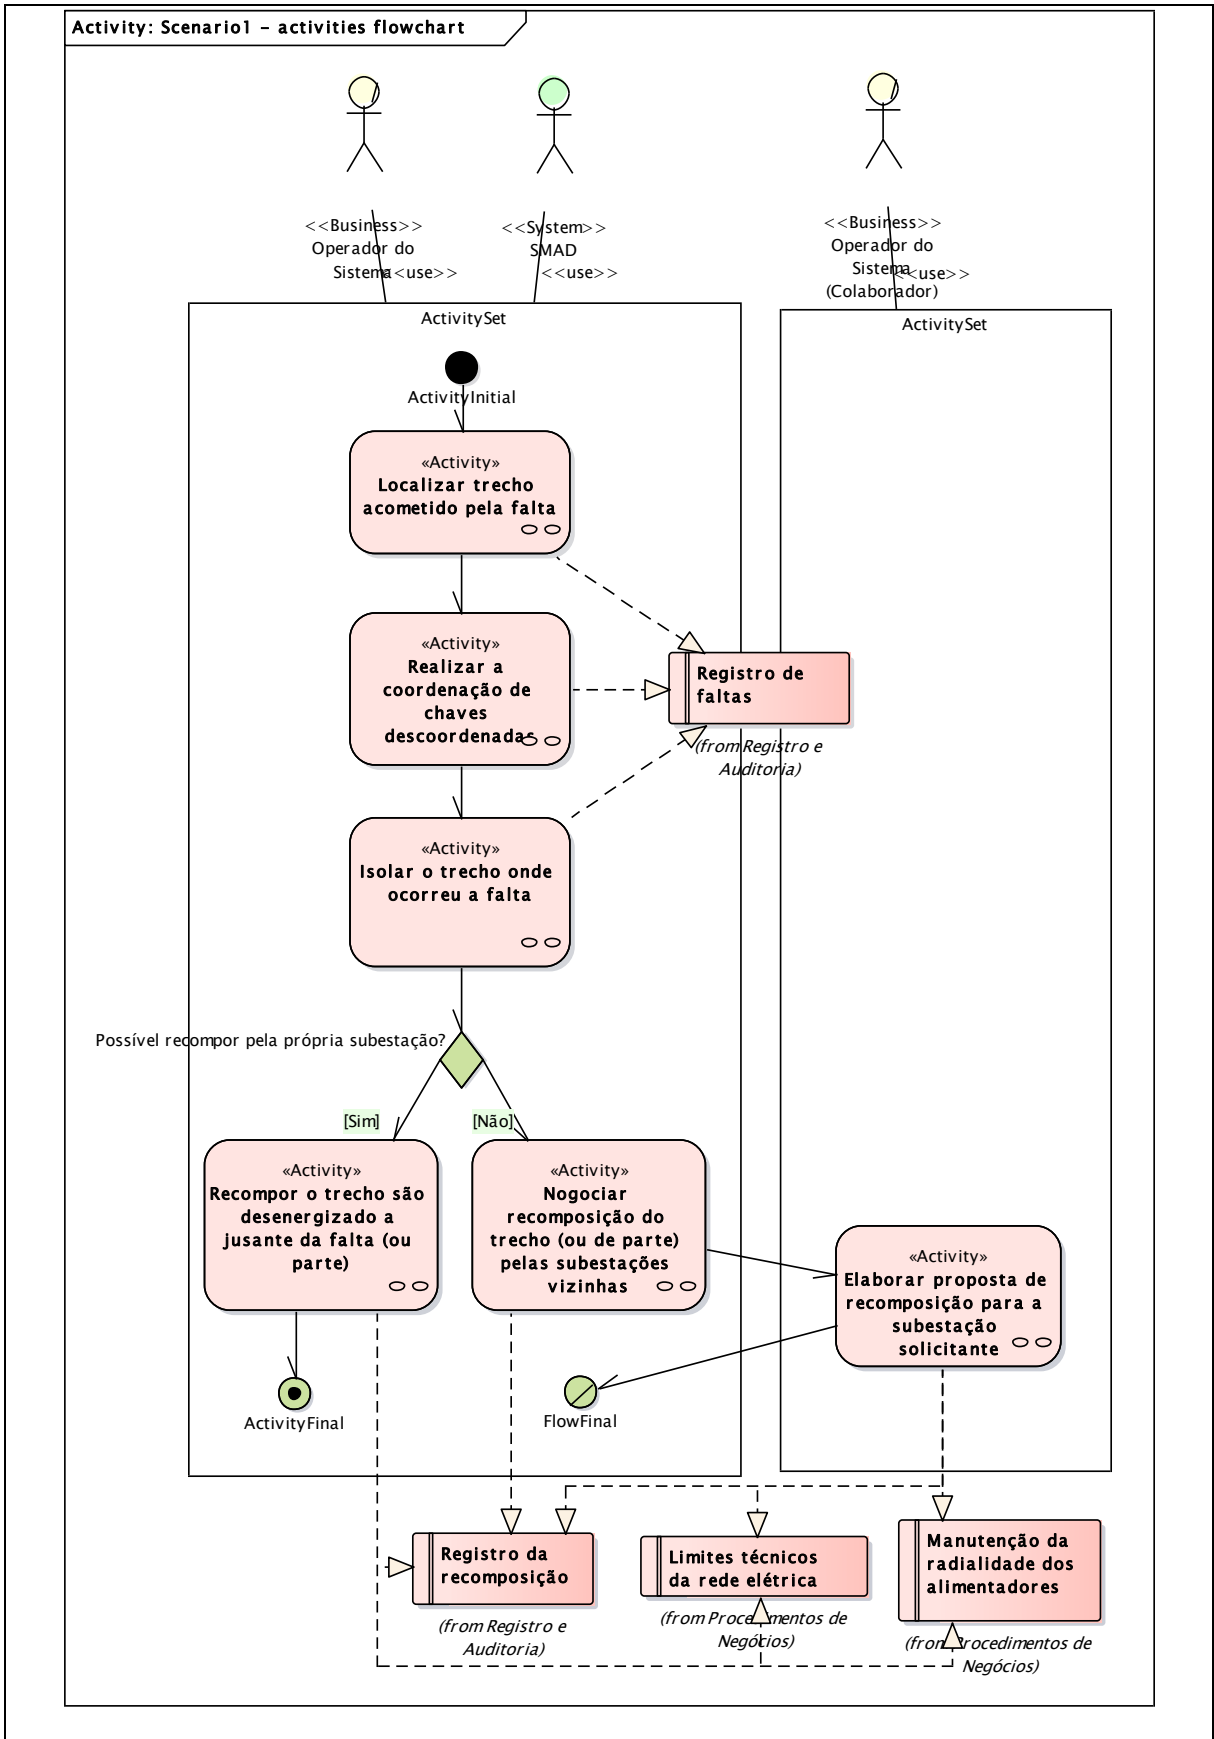 Activity: Scenario1 - activities flowchart
<<Business>>
Operador do
Sistema
<<use>>
<<System>>
SMAD
<<use>>
<<Business>>
Operador do
Sistema
(Colaborador)
<<use>>
ActivitySet
ActivitySet
ActivityInitial
«Activity»
Localizar trecho
acometido pela falta
«Activity»
Realizar a
coordenação de
chaves
descoordenadas
Registro de
faltas
(from Registro e
Auditoria)
«Activity»
Isolar o trecho onde
ocorreu a falta
Possível recompor pela própria subestação?
[Sim]
[Não]
«Activity»
Recompor o trecho são
desenergizado a
jusante da falta (ou
parte)
«Activity»
Nogociar
recomposição do
trecho (ou de parte)
pelas subestações
vizinhas
«Activity»
Elaborar proposta de
recomposição para a
subestação
solicitante
ActivityFinal
FlowFinal
Registro da
recomposição
(from Registro e
Auditoria)
Limites técnicos
da rede elétrica
(from Procedimentos de
Negócios)
Manutenção da
radialidade dos
alimentadores
(from Procedimentos de
Negócios)